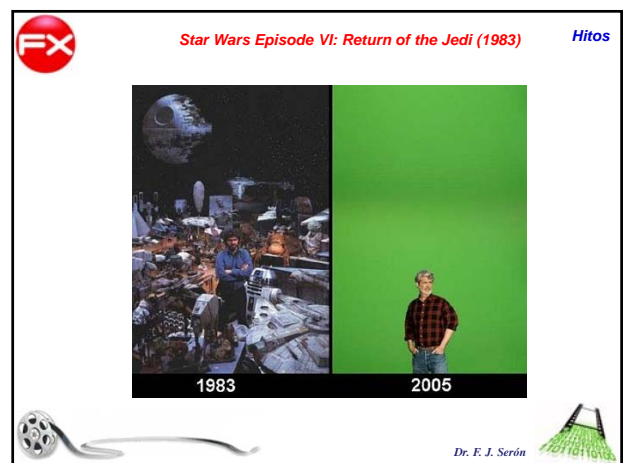 FX
Star Wars Episode VI: Return of the Jedi (1983)
Hitos
1983
2005
Dr. F. J. Serón